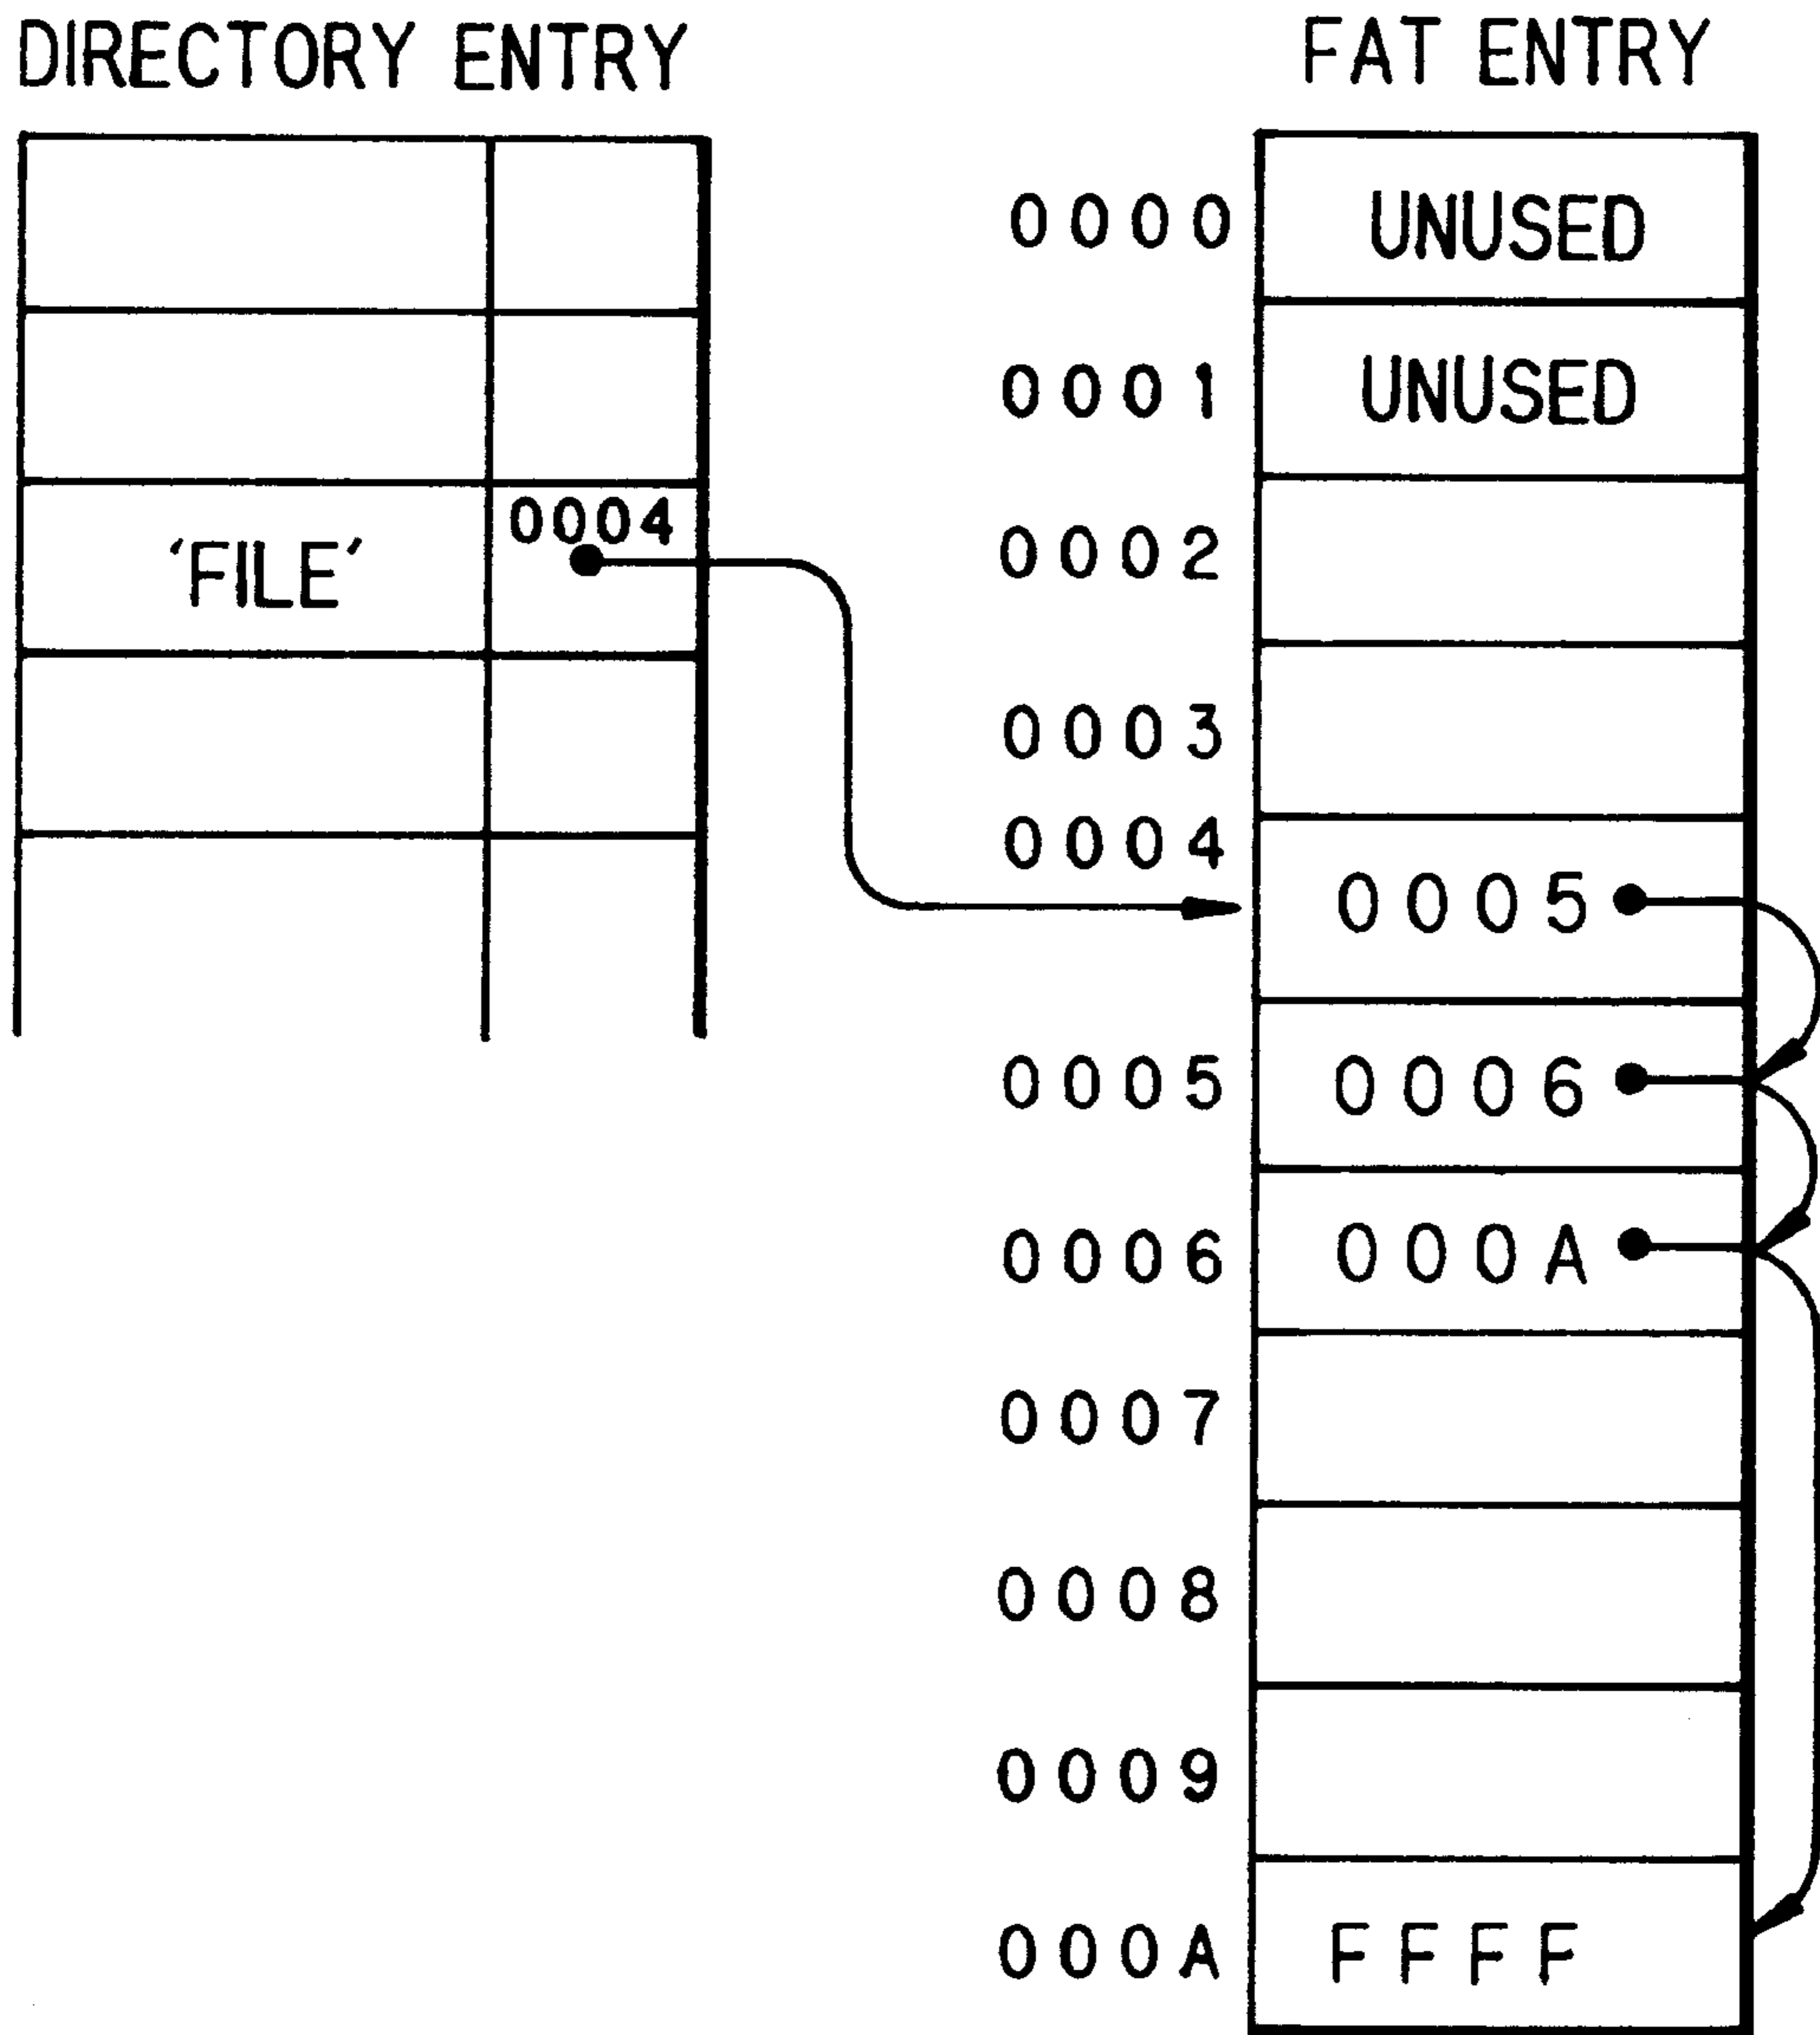 DIRECTORY ENTRY
‘FILE’ 0004
FAT ENTRY
0000 UNUSED
0001 UNUSED
0002
0003
0004 0005
0005 0006
0006 000A
0007
0008
0009
000A FFFF